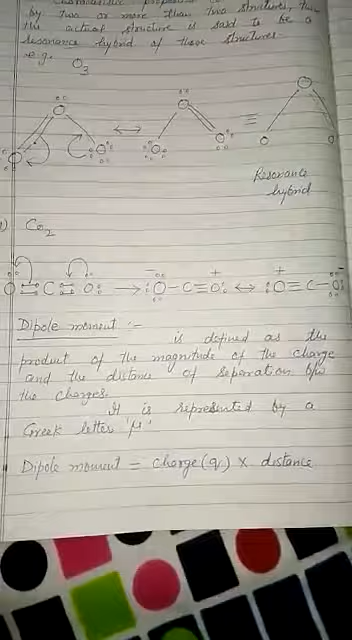 by two or more than two structures, then
the actual structure is said to be a
resonance hybrid of these structures.
e.g. O3
Resonance
hybrid
CO2
O = C = O: → :O - C ≡ O: ↔ :O ≡ C - O:
Dipole moment :-
is defined as the
product of the magnitude of the charge
and the distance of seperation b/w
the charges.
It is represented by a
Greek letter 'μ'
Dipole moment = charge(q) × distance